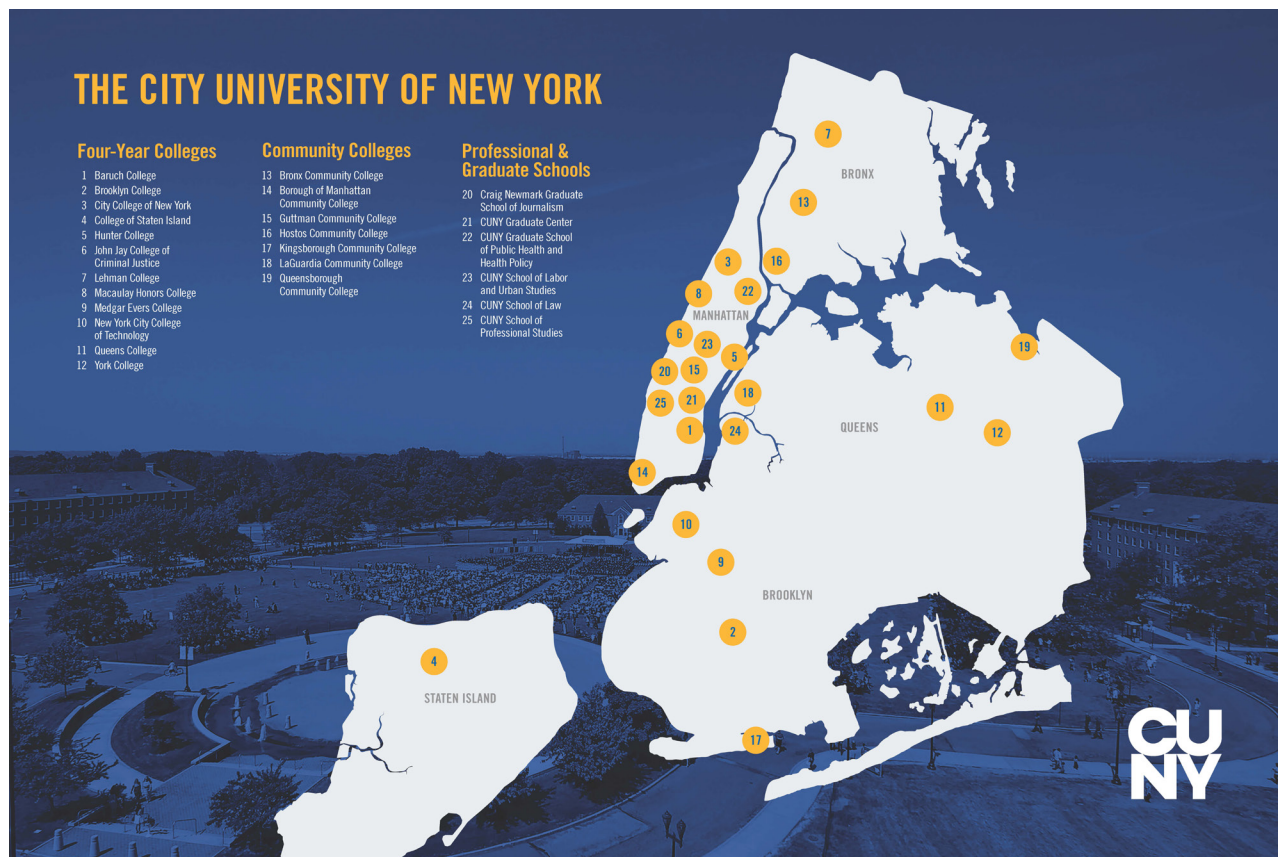 THE CITY UNIVERSITY OF NEW YORK
Four-Year Colleges
1 Baruch College
2 Brooklyn College
3 City College of New York
4 College of Staten Island
5 Hunter College
6 John Jay College of
Criminal Justice
7 Lehman College
8 Macaulay Honors College
9 Medgar Evers College
10 New York City College
of Technology
11 Queens College
12 York College
Community Colleges
13 Bronx Community College
14 Borough of Manhattan
Community College
15 Guttman Community College
16 Hostos Community College
17 Kingsborough Community College
18 LaGuardia Community College
19 Queensborough
Community College
Professional &
Graduate Schools
20 Craig Newmark Graduate
School of Journalism
21 CUNY Graduate Center
22 CUNY Graduate School
of Public Health and
Health Policy
23 CUNY School of Labor
and Urban Studies
24 CUNY School of Law
25 CUNY School of
Professional Studies
7
BRONX
13
3
16
8
22
MANHATTAN
6
23
5
19
20
15
18
25
21
11
1
24
QUEENS
12
14
10
9
BROOKLYN
2
4
STATEN ISLAND
17
CU
NY